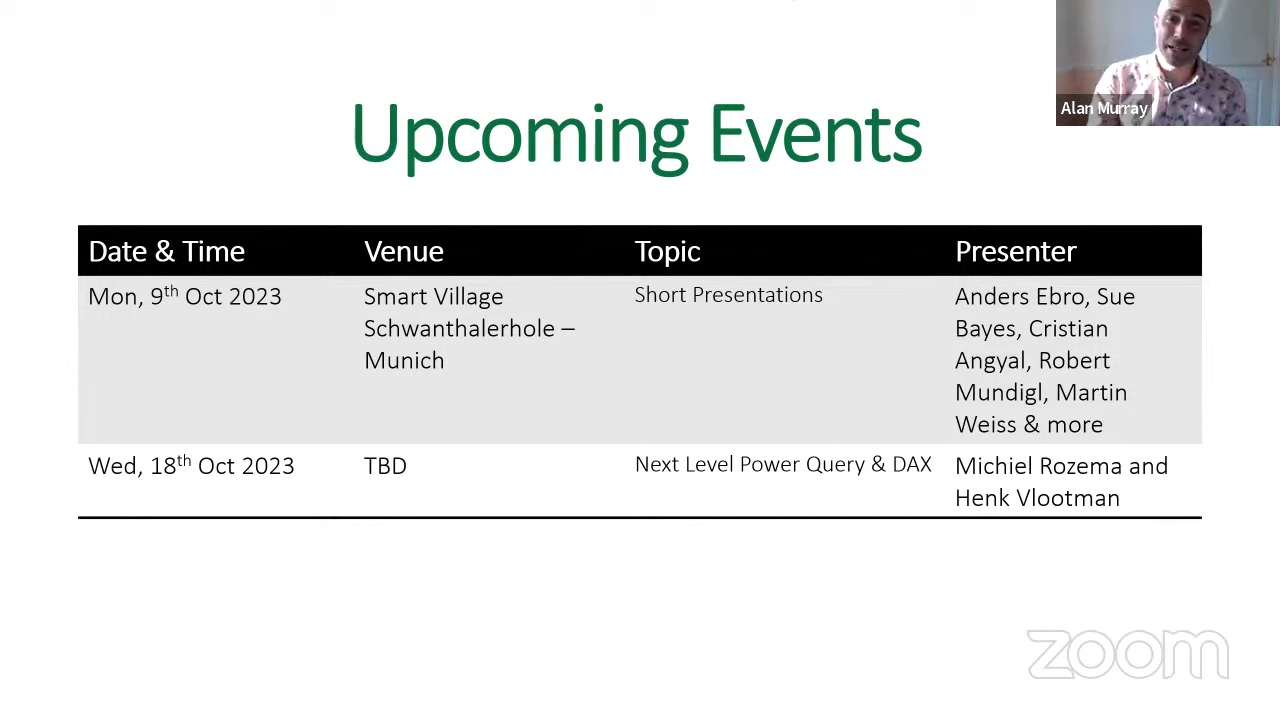 Alan Murray
Upcoming Events
Date & Time Venue Topic Presenter
Mon, 9th Oct 2023 Smart Village Short Presentations Anders Ebro, Sue
Schwanthalerhole – Bayes, Cristian
Munich Angyal, Robert
Mundigl, Martin
Weiss & more
Wed, 18th Oct 2023 TBD Next Level Power Query & DAX Michiel Rozema and
Henk Vlootman
zoom